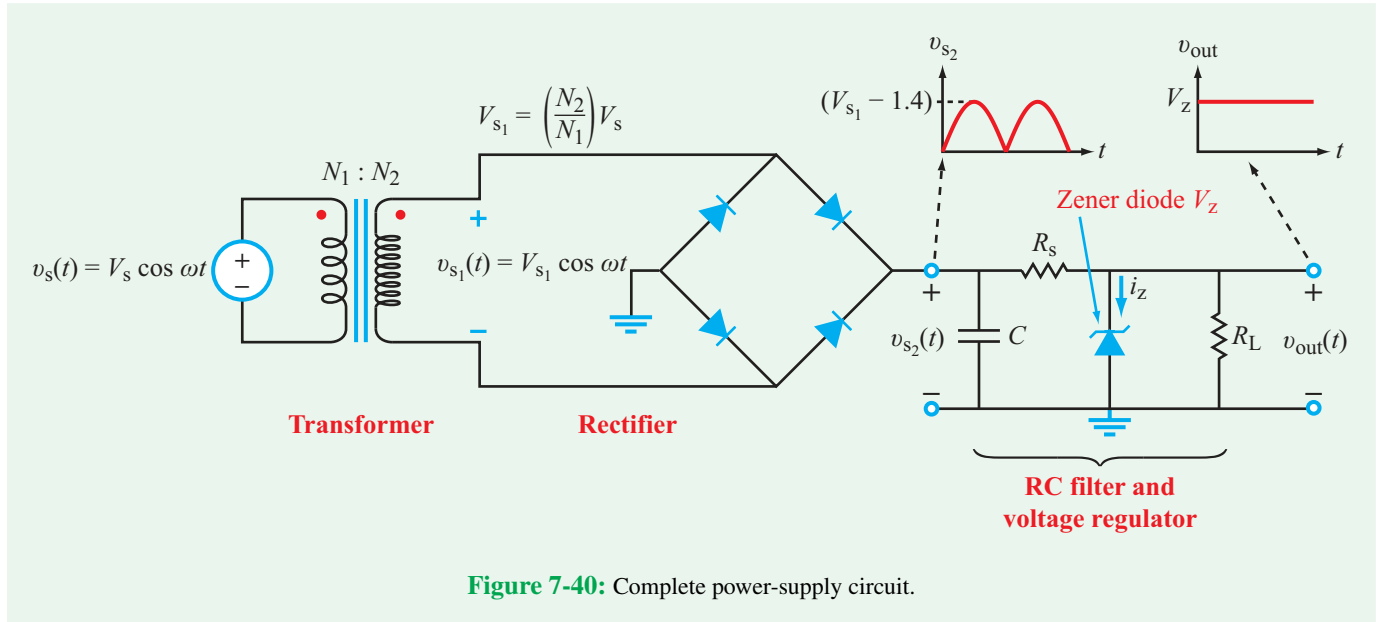 υs2
υout
(Vs1 − 1.4)
Vz
t
t
Vs1 = (N2/N1) Vs
N1 : N2
Zener diode Vz
Rs
+
iz
υs(t) = Vs cos ωt
+
−
υs1(t) = Vs1 cos ωt
−
+
+
υs2(t)
C
RL
υout(t)
−
−
Transformer
Rectifier
RC filter and
voltage regulator
Figure 7-40: Complete power-supply circuit.